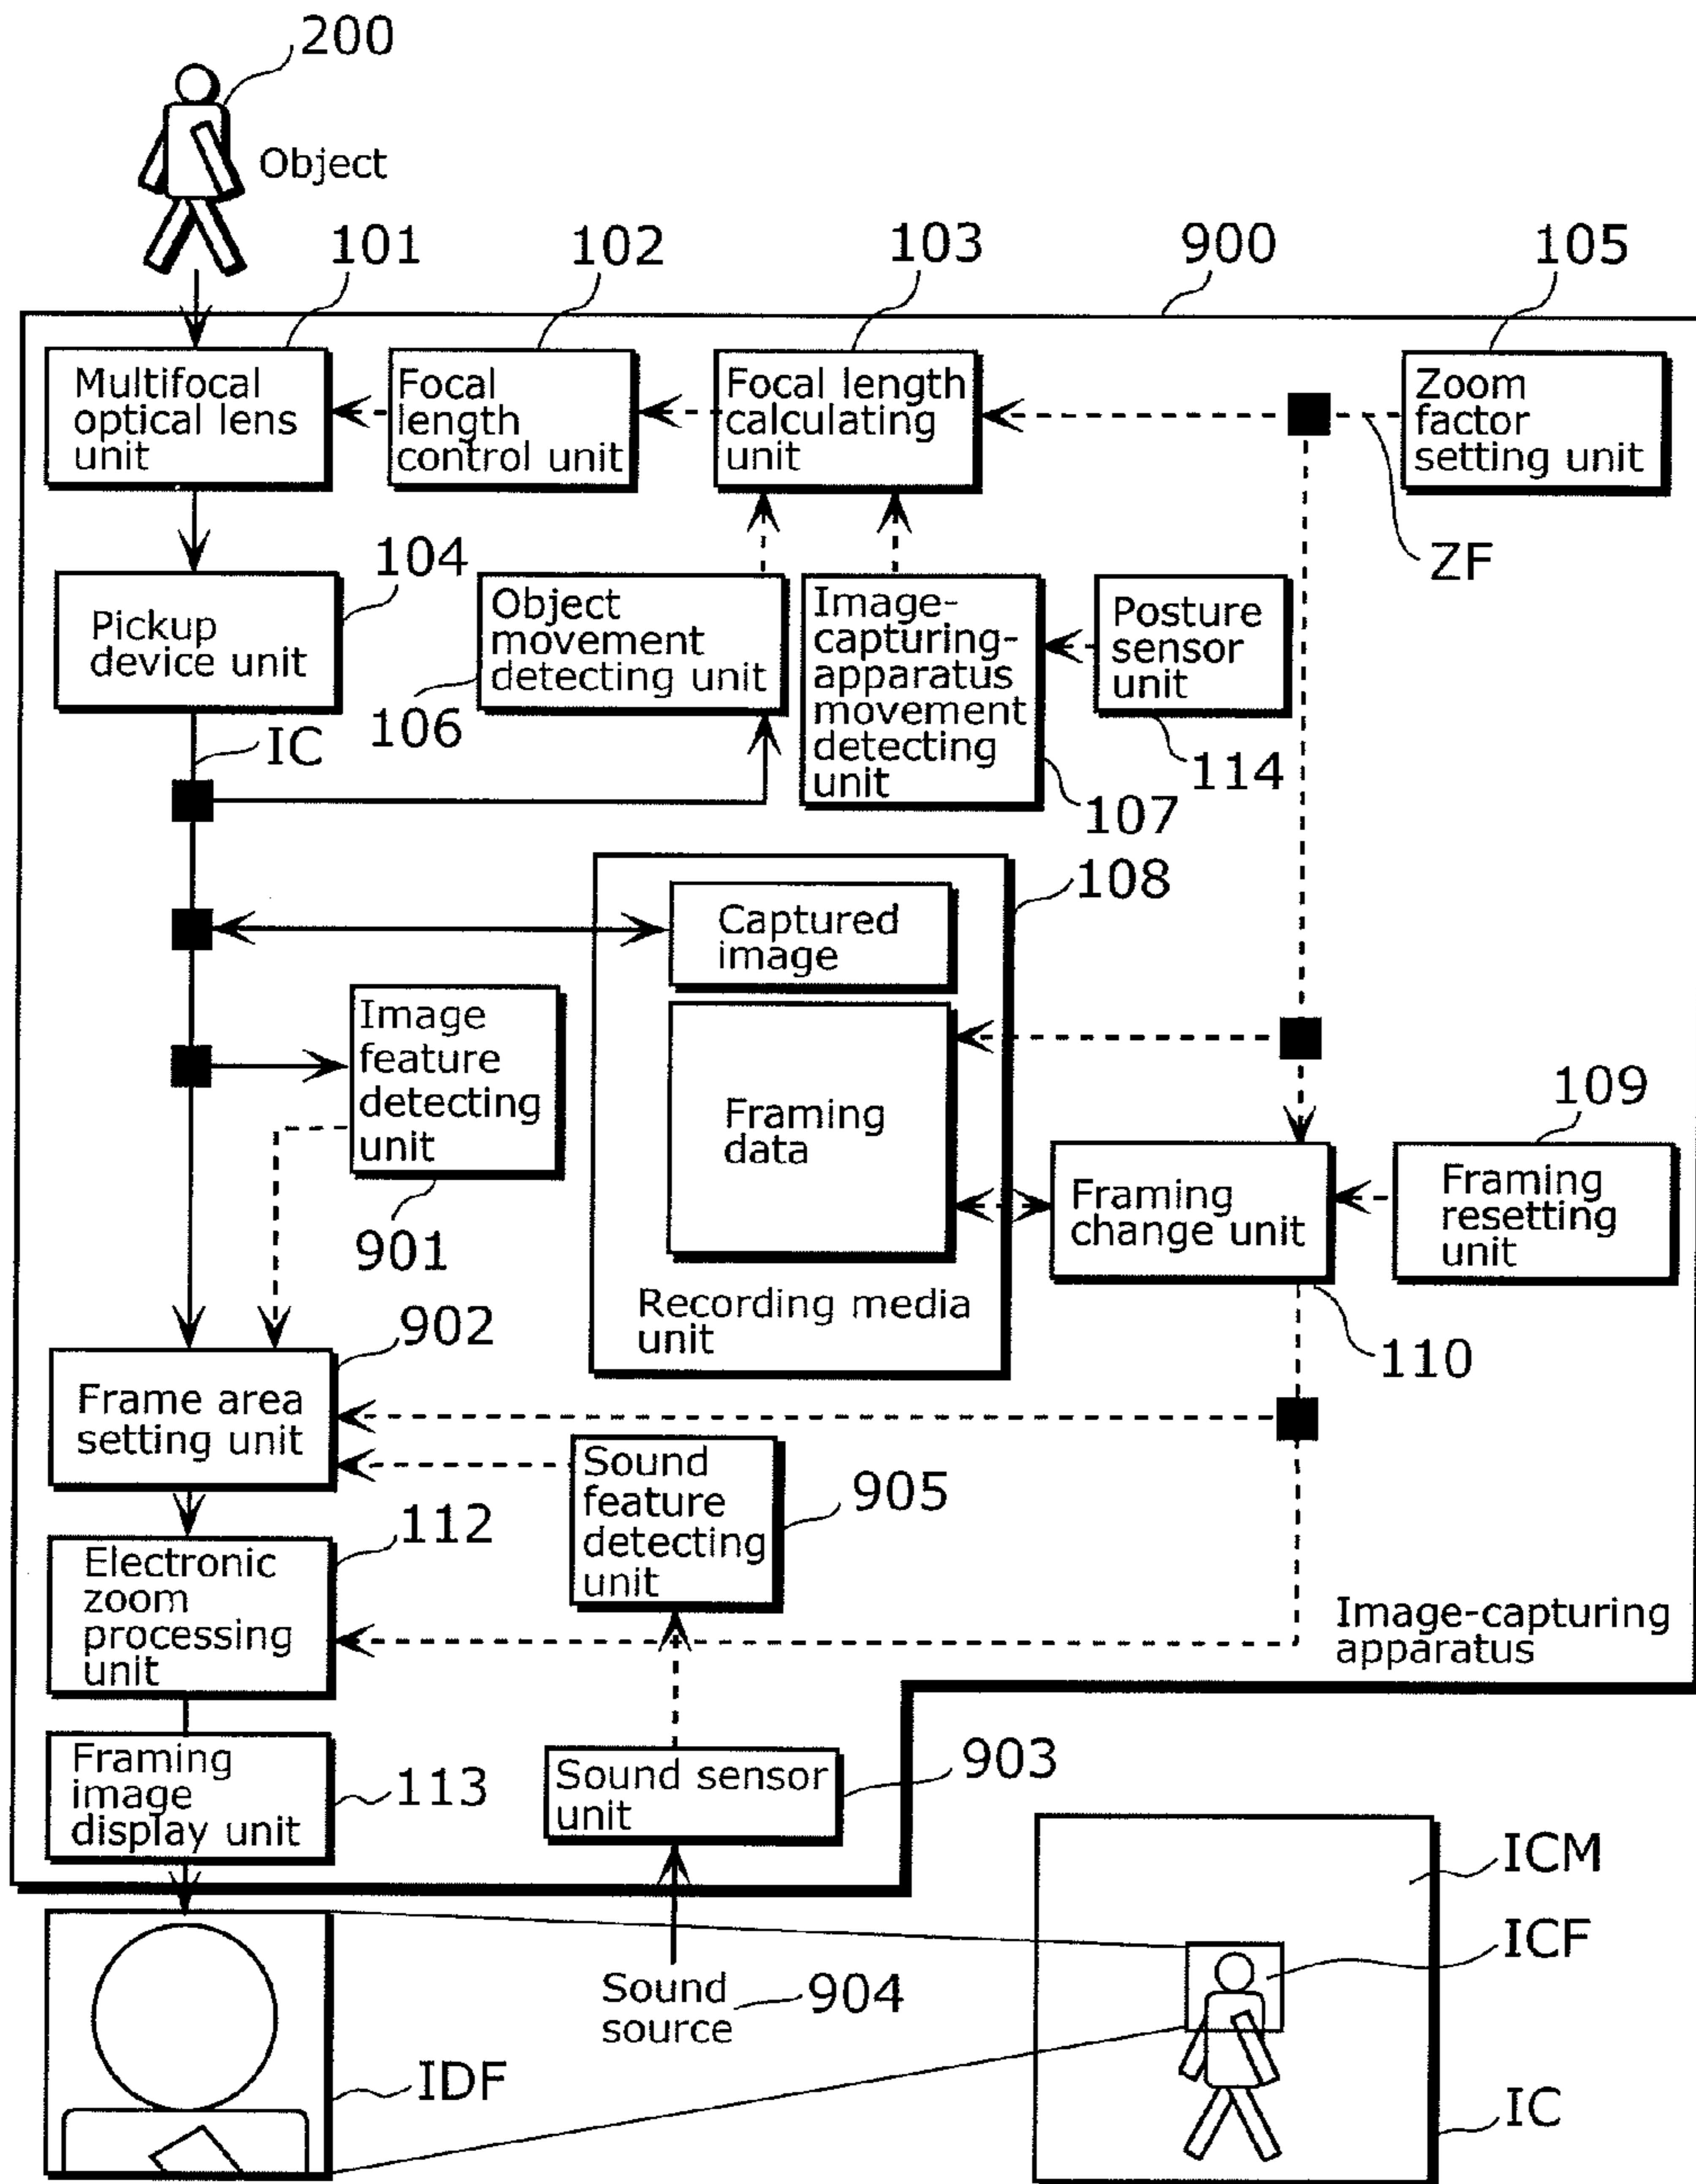 200
Object
101
102
103
900
105
Multifocal
optical lens
unit
Focal
length
control unit
Focal length
calculating
unit
Zoom
factor
setting unit
ZF
104
Pickup
device unit
Object
movement
detecting unit
106
Image-
capturing-
apparatus
movement
detecting
unit
107
Posture
sensor
unit
114
IC
108
Captured
image
Framing
data
Recording media
unit
Image
feature
detecting
unit
901
109
Framing
change unit
110
Framing
resetting
unit
902
Frame area
setting unit
Sound
feature
detecting
unit
905
112
Electronic
zoom
processing
unit
Image-capturing
apparatus
Framing
image
display unit
113
Sound sensor
unit
903
Sound
source
904
IDF
ICM
ICF
IC